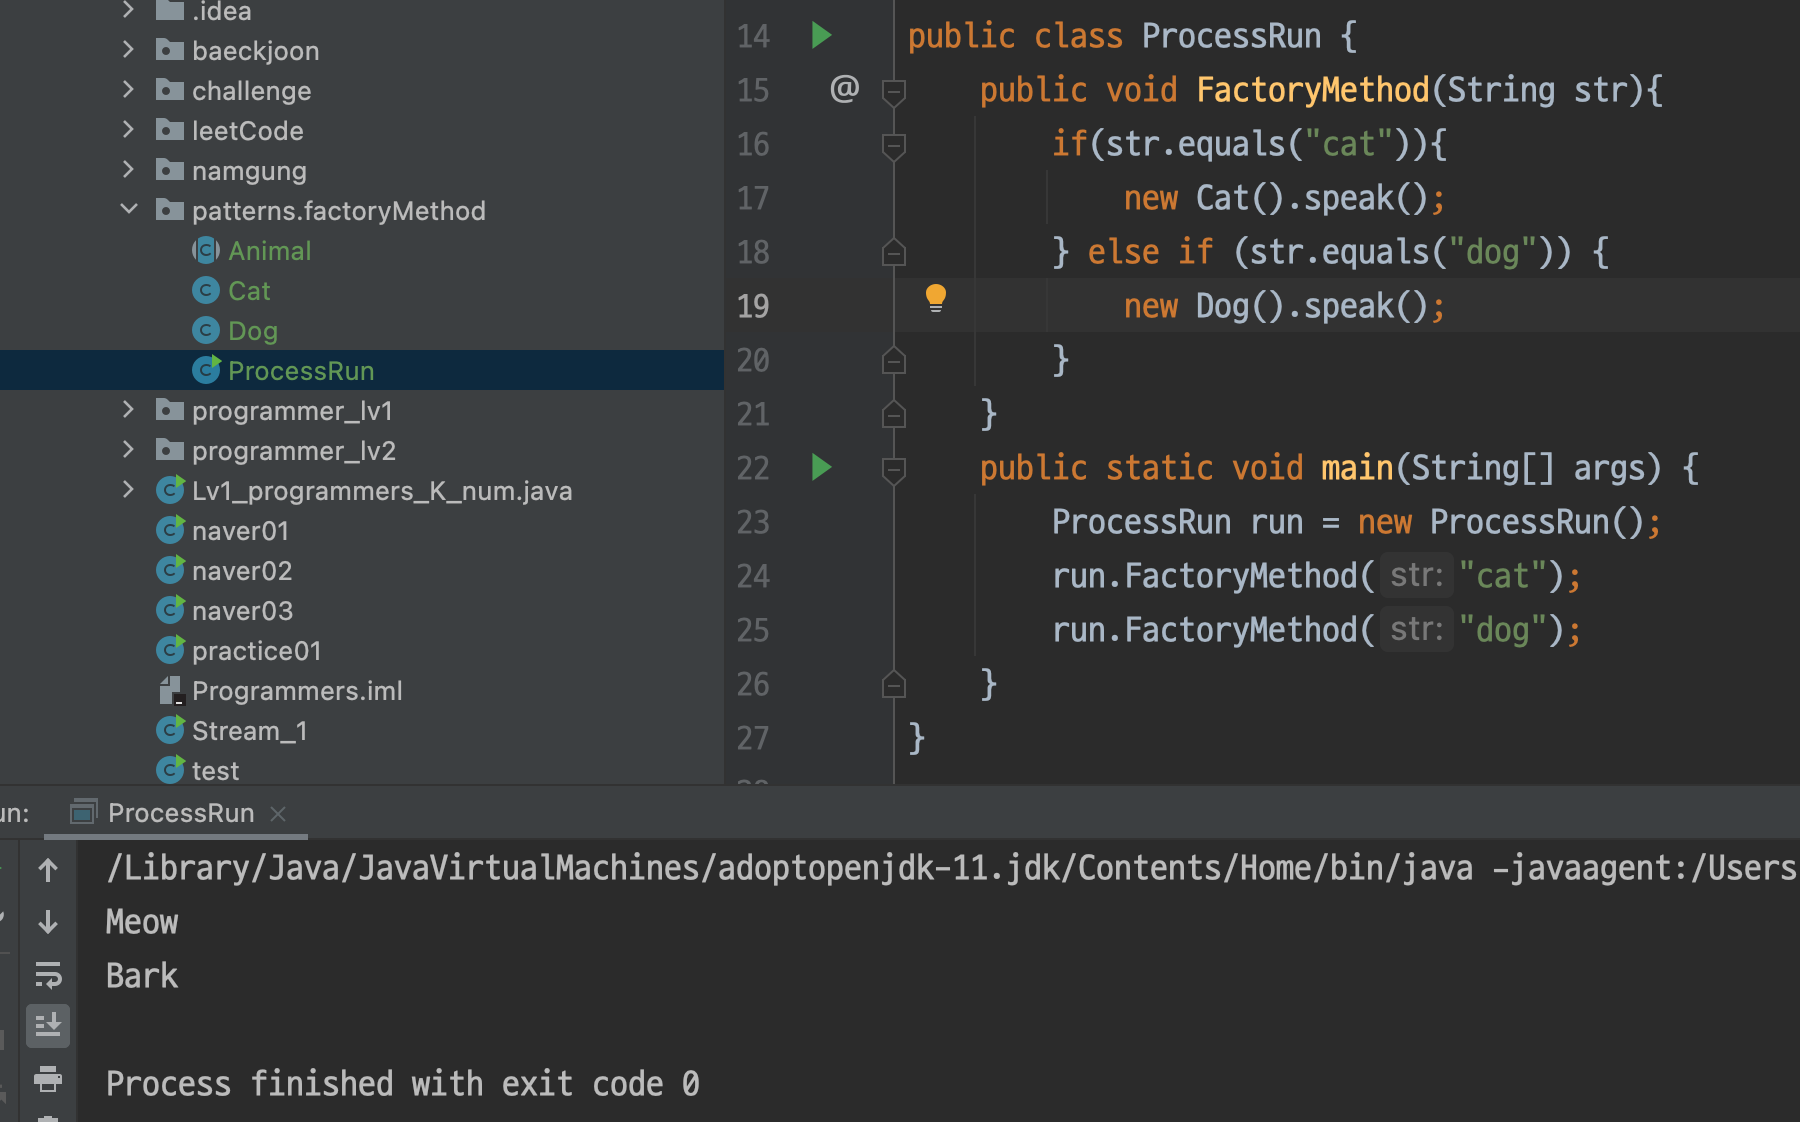 .idea
baeckjoon
challenge
leetCode
namgung
patterns.factoryMethod
Animal
Cat
Dog
ProcessRun
programmer_lv1
programmer_lv2
Lv1_programmers_K_num.java
naver01
naver02
naver03
practice01
Programmers.iml
Stream_1
test
14 public class ProcessRun {
15 @ public void FactoryMethod(String str){
16 if(str.equals("cat")){
17 new Cat().speak();
18 } else if (str.equals("dog")) {
19 new Dog().speak();
20 }
21 }
22 public static void main(String[] args) {
23 ProcessRun run = new ProcessRun();
24 run.FactoryMethod( str: "cat");
25 run.FactoryMethod( str: "dog");
26 }
27 }
un: ProcessRun
/Library/Java/JavaVirtualMachines/adoptopenjdk-11.jdk/Contents/Home/bin/java -javaagent:/Users
Meow
Bark
Process finished with exit code 0